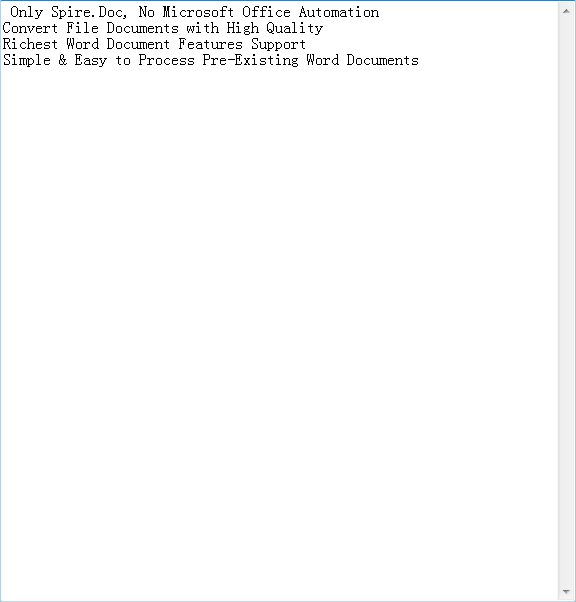 Only Spire.Doc, No Microsoft Office Automation
Convert File Documents with High Quality
Richest Word Document Features Support
Simple & Easy to Process Pre-Existing Word Documents